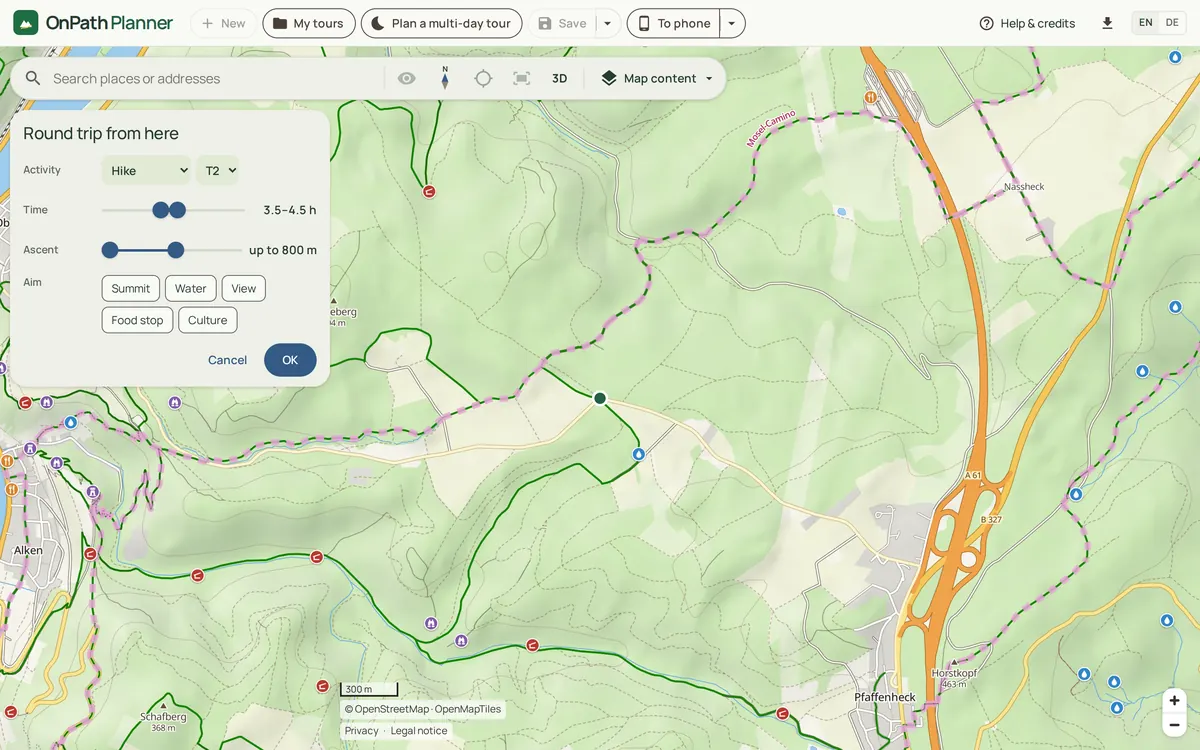 OnPath Planner
New
My tours
Plan a multi-day tour
Save
To phone
Help & credits
EN
DE
Search places or addresses
N
3D
Map content
Round trip from here
Activity
Hike
T2
Time
3.5–4.5 h
Ascent
up to 800 m
Aim
Summit
Water
View
Food stop
Culture
Cancel
OK
Mosel-Camino
Nassheck
A 61
B 327
Alken
Schafberg
368 m
Pfaffenheck
Horstkopf
463 m
300 m
© OpenStreetMap · OpenMapTiles
Privacy · Legal notice